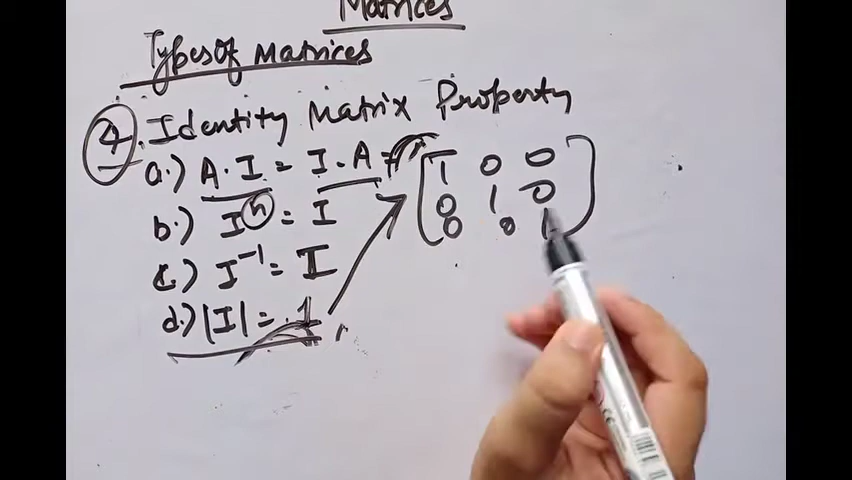 Matrices
Types of Matrices
4. Identity Matrix Property
a.) A . I = I . A =
b.) Iⁿ = I
c.) I⁻¹ = I
d.) |I| = 1
1 0 0
0 1 0
0 0 1